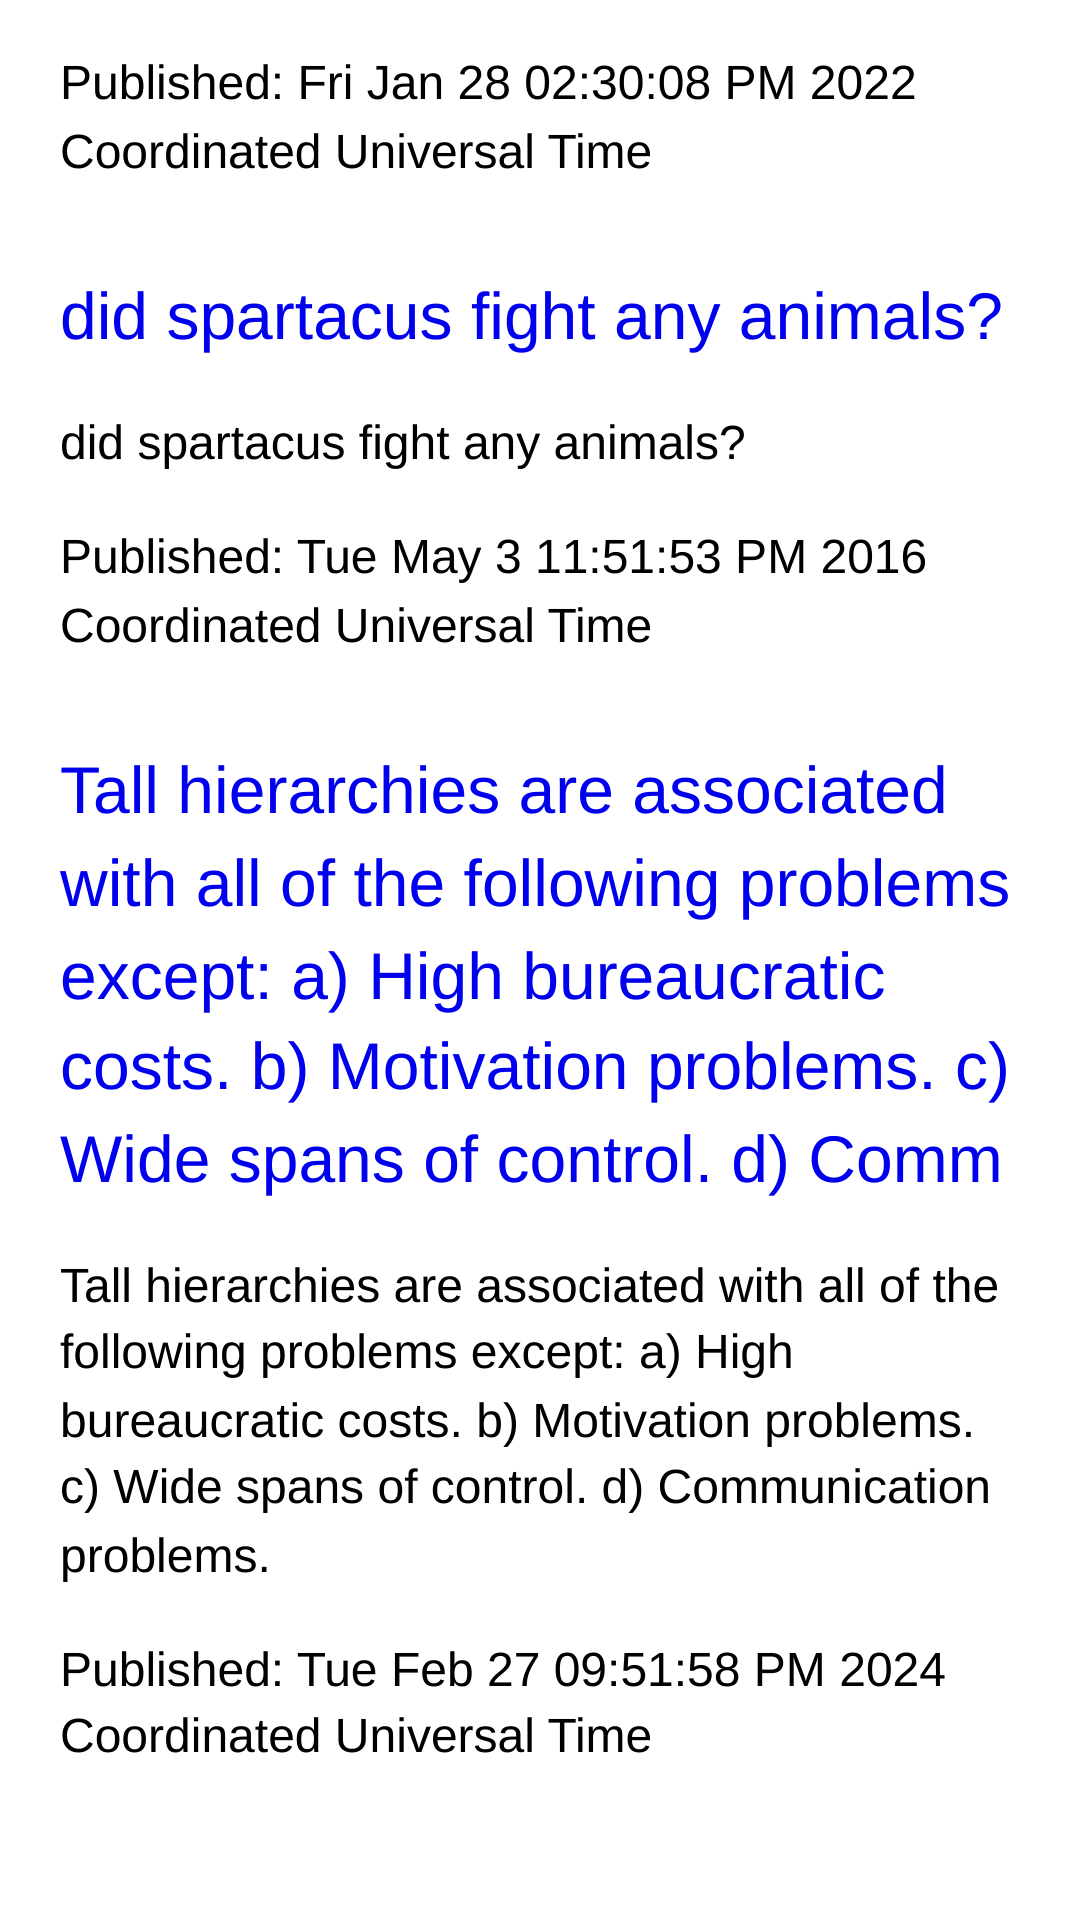 Published: Fri Jan 28 02:30:08 PM 2022
Coordinated Universal Time
did spartacus fight any animals?
did spartacus fight any animals?
Published: Tue May 3 11:51:53 PM 2016
Coordinated Universal Time
Tall hierarchies are associated
with all of the following problems
except: a) High bureaucratic
costs. b) Motivation problems. c)
Wide spans of control. d) Comm
Tall hierarchies are associated with all of the
following problems except: a) High
bureaucratic costs. b) Motivation problems.
c) Wide spans of control. d) Communication
problems.
Published: Tue Feb 27 09:51:58 PM 2024
Coordinated Universal Time